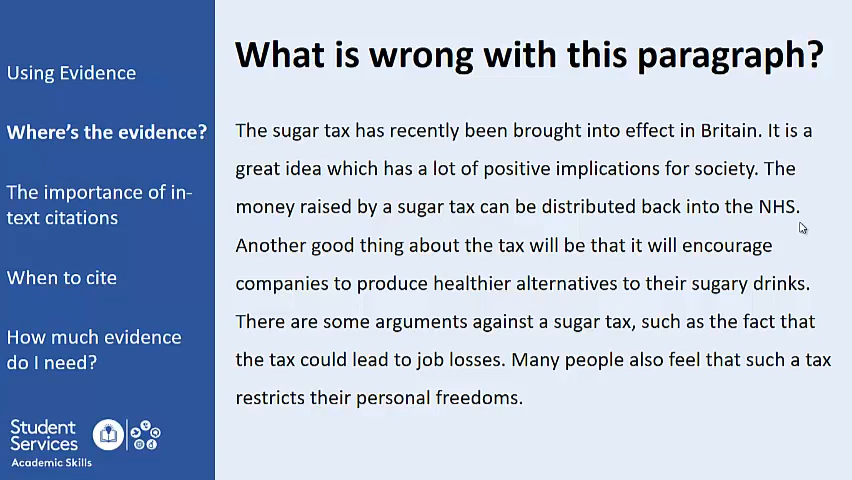 Using Evidence
Where's the evidence?
The importance of in-
text citations
When to cite
How much evidence
do I need?
Student
Services
Academic Skills
What is wrong with this paragraph?
The sugar tax has recently been brought into effect in Britain. It is a
great idea which has a lot of positive implications for society. The
money raised by a sugar tax can be distributed back into the NHS.
Another good thing about the tax will be that it will encourage
companies to produce healthier alternatives to their sugary drinks.
There are some arguments against a sugar tax, such as the fact that
the tax could lead to job losses. Many people also feel that such a tax
restricts their personal freedoms.